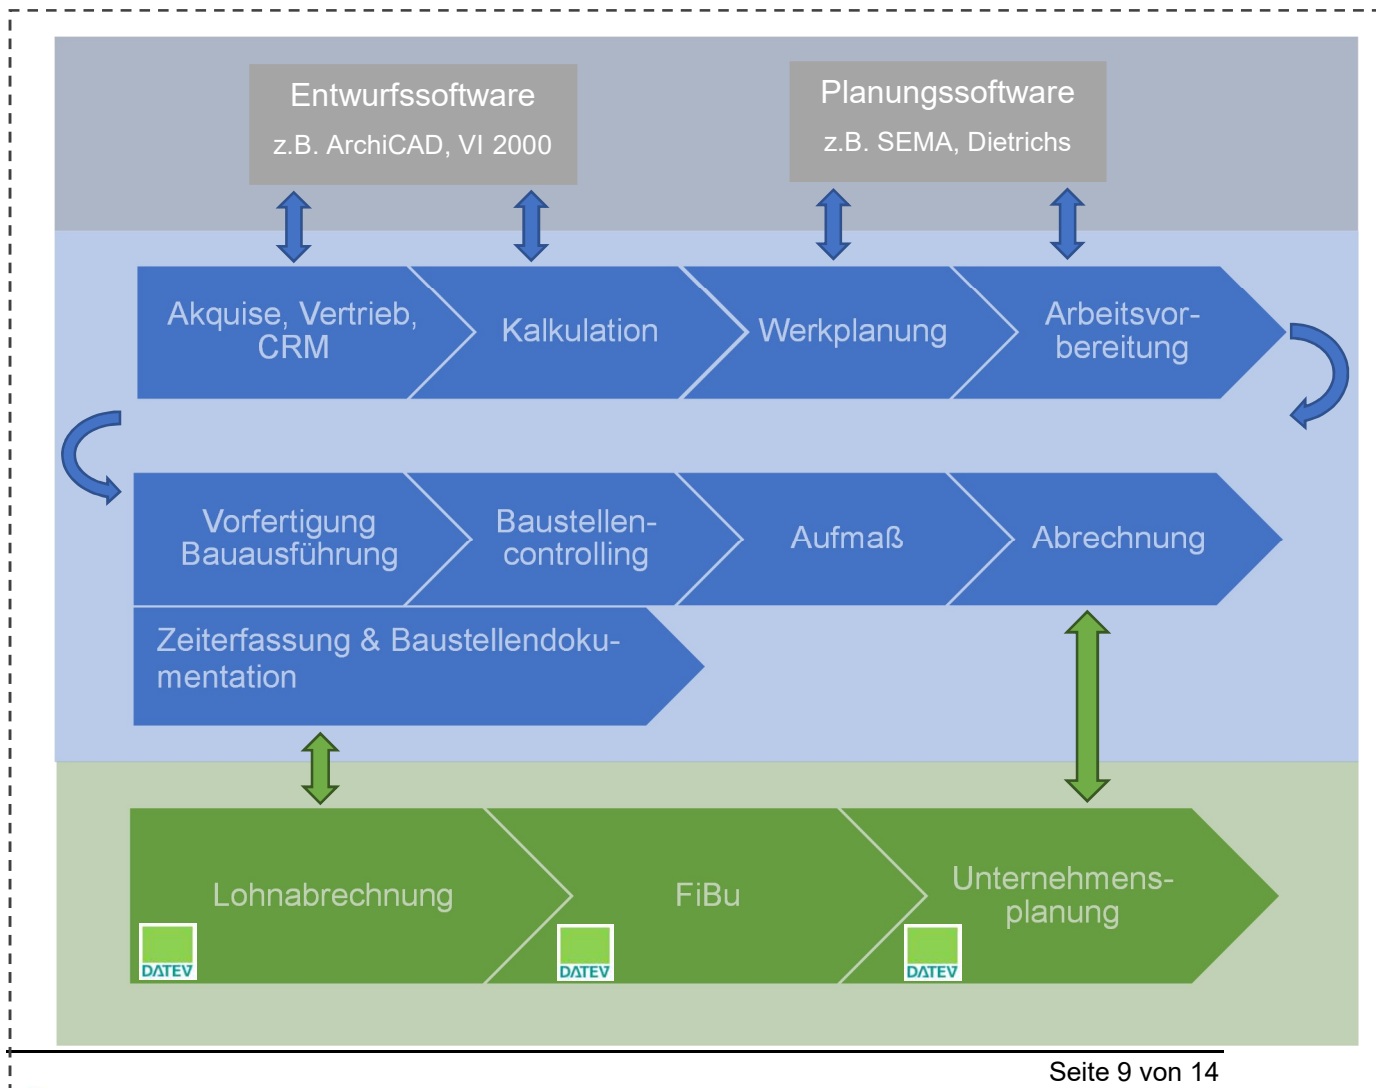 Entwurfssoftware
z.B. ArchiCAD, VI 2000
Planungssoftware
z.B. SEMA, Dietrichs
Akquise, Vertrieb,
CRM
Kalkulation
Werkplanung
Arbeitsvor-
bereitung
Vorfertigung
Bauausführung
Baustellen-
controlling
Aufmaß
Abrechnung
Zeiterfassung & Baustellendoku-
mentation
Lohnabrechnung
DATEV
FiBu
DATEV
Unternehmens-
planung
DATEV
Seite 9 von 14